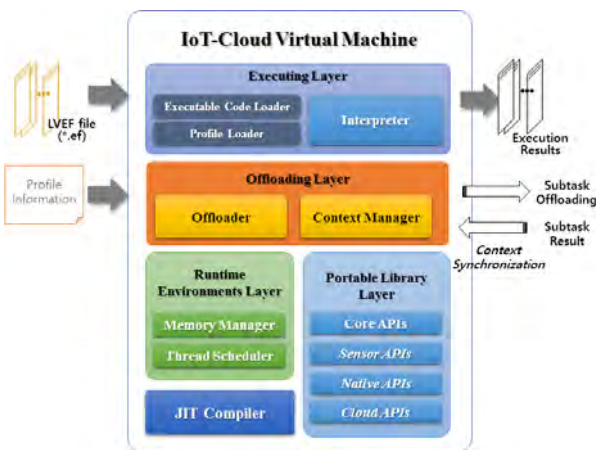 IoT-Cloud Virtual Machine
Executing Layer
Executable Code Loader
Profile Loader
Interpreter
LVEF file
(*.ef)
Execution
Results
Profile
Information
Offloading Layer
Offloader
Context Manager
Subtask
Offloading
Subtask
Result
Context
Synchronization
Runtime
Environments Layer
Memory Manager
Thread Scheduler
JIT Compiler
Portable Library
Layer
Core APIs
Sensor APIs
Native APIs
Cloud APIs